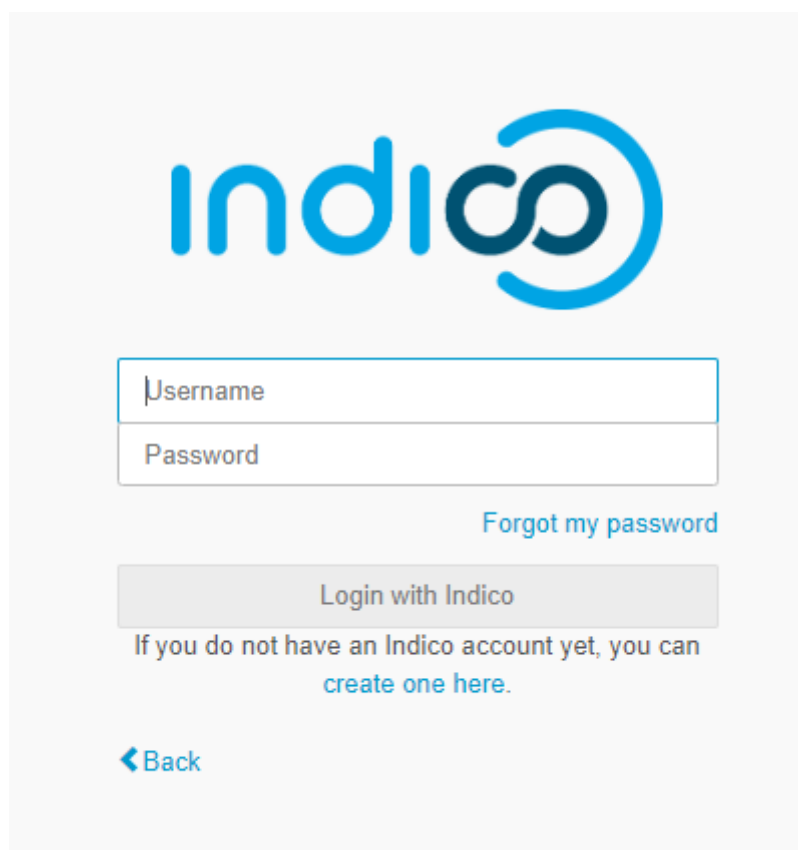 indico
Username
Password
Forgot my password
Login with Indico
If you do not have an Indico account yet, you can
create one here.
Back